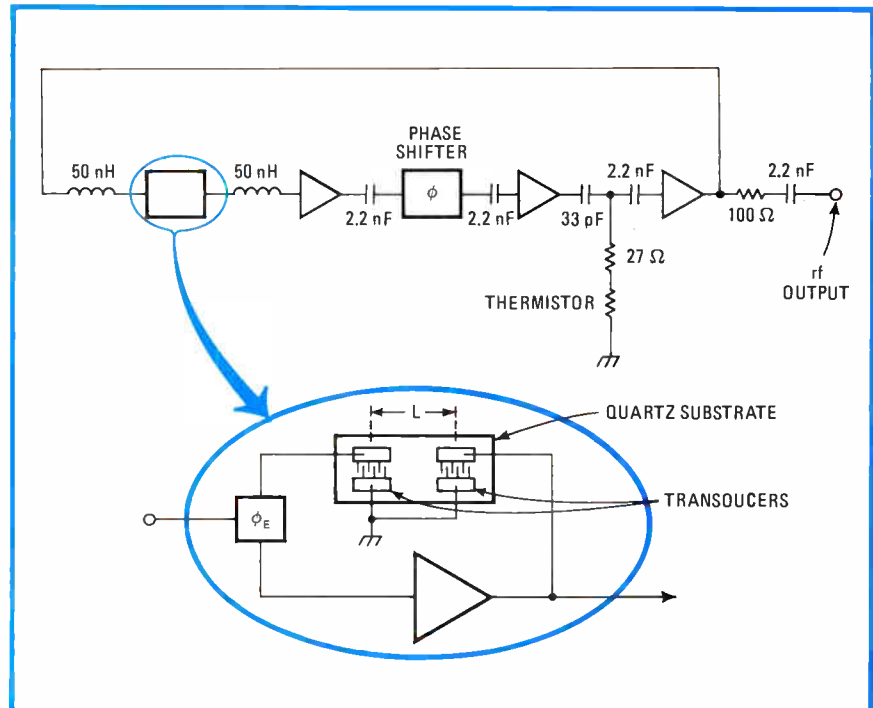 PHASE
SHIFTER
50 nH
50 nH
2.2 nF
ϕ
2.2 nF
33 pF
2.2 nF
100 Ω
2.2 nF
rf
OUTPUT
27 Ω
THERMISTOR
L
QUARTZ SUBSTRATE
TRANSOUCERS
ϕE